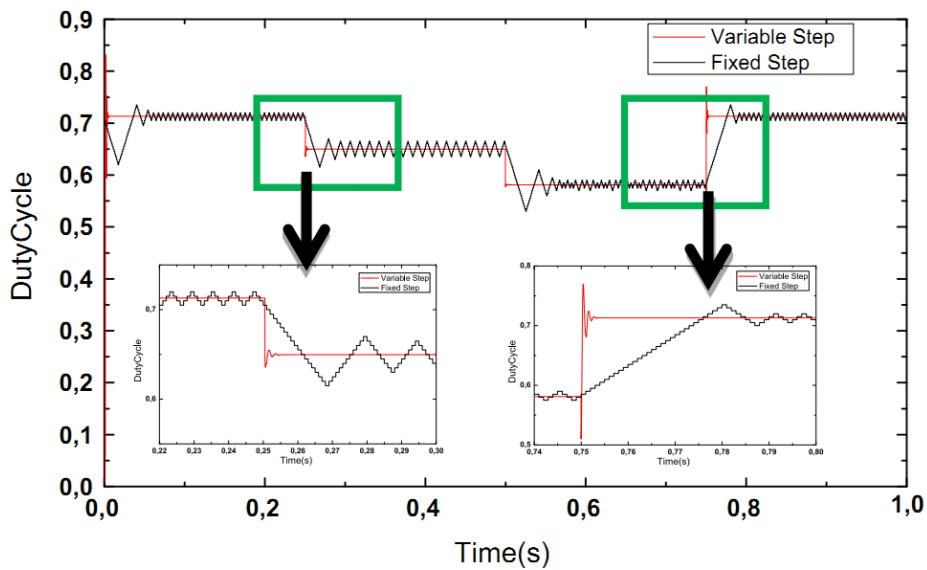 0,9
0,8
0,7
0,6
0,5
0,4
0,3
0,2
0,1
0,0
DutyCycle
Variable Step
Fixed Step
0,7
0,6
DutyCycle
Variable Step
Fixed Step
0,22 0,23 0,24 0,25 0,26 0,27 0,28 0,29 0,30
Time(s)
0,8
0,7
0,6
0,5
DutyCycle
Variable Step
Fixed Step
0,74 0,75 0,76 0,77 0,78 0,79 0,80
Time(s)
0,0 0,2 0,4 0,6 0,8 1,0
Time(s)